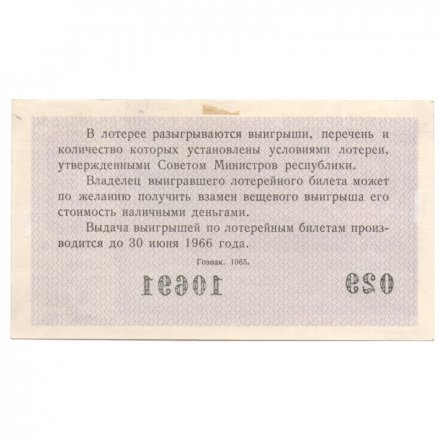 В лотерее разыгрываются выигрыши, перечень и
количество которых установлены условиями лотереи,
утвержденными Советом Министров республики.
Владелец выигравшего лотерейного билета может
по желанию получить взамен вещевого выигрыша его
стоимость наличными деньгами.
Выдача выигрышей по лотерейным билетам произ-
водится до 30 июня 1966 года.
Гознак. 1965.
10691 029